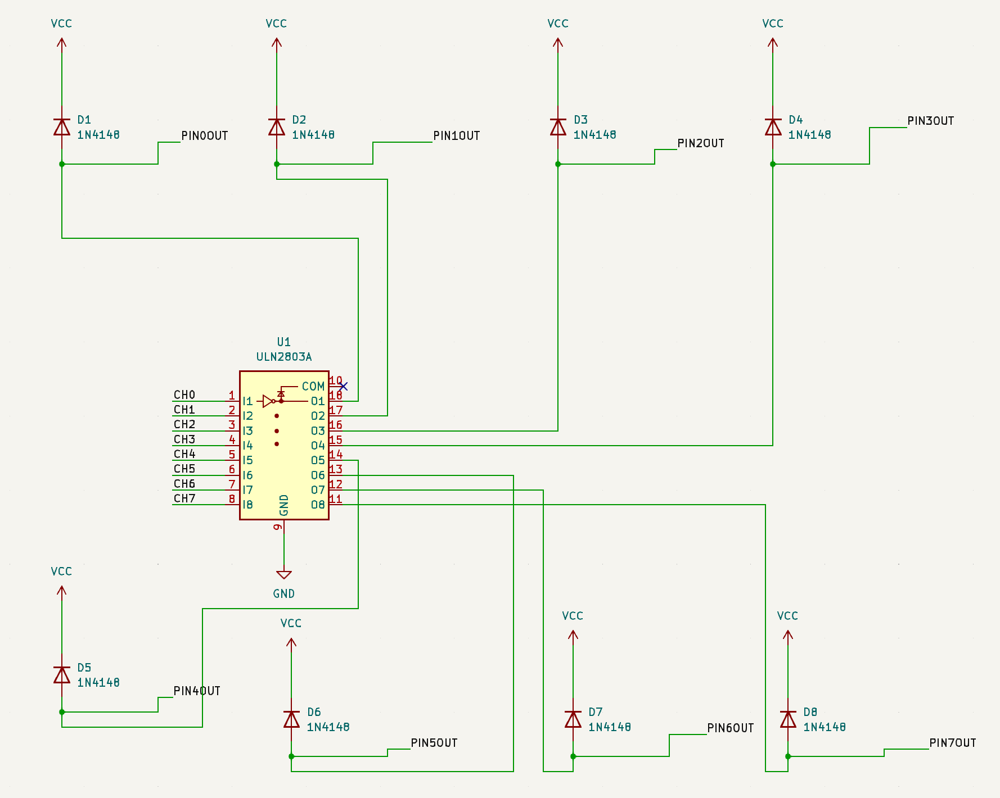 VCC
VCC
VCC
VCC
D1
1N4148
PIN0OUT
D2
1N4148
PIN1OUT
D3
1N4148
PIN2OUT
D4
1N4148
PIN3OUT
U1
ULN2803A
CH0
CH1
CH2
CH3
CH4
CH5
CH6
CH7
1
2
3
4
5
6
7
8
I1
I2
I3
I4
I5
I6
I7
I8
COM
O1
O2
O3
O4
O5
O6
O7
O8
10
18
17
16
15
14
13
12
11
GND
9
GND
VCC
D5
1N4148
PIN4OUT
VCC
D6
1N4148
PIN5OUT
VCC
D7
1N4148
PIN6OUT
VCC
D8
1N4148
PIN7OUT